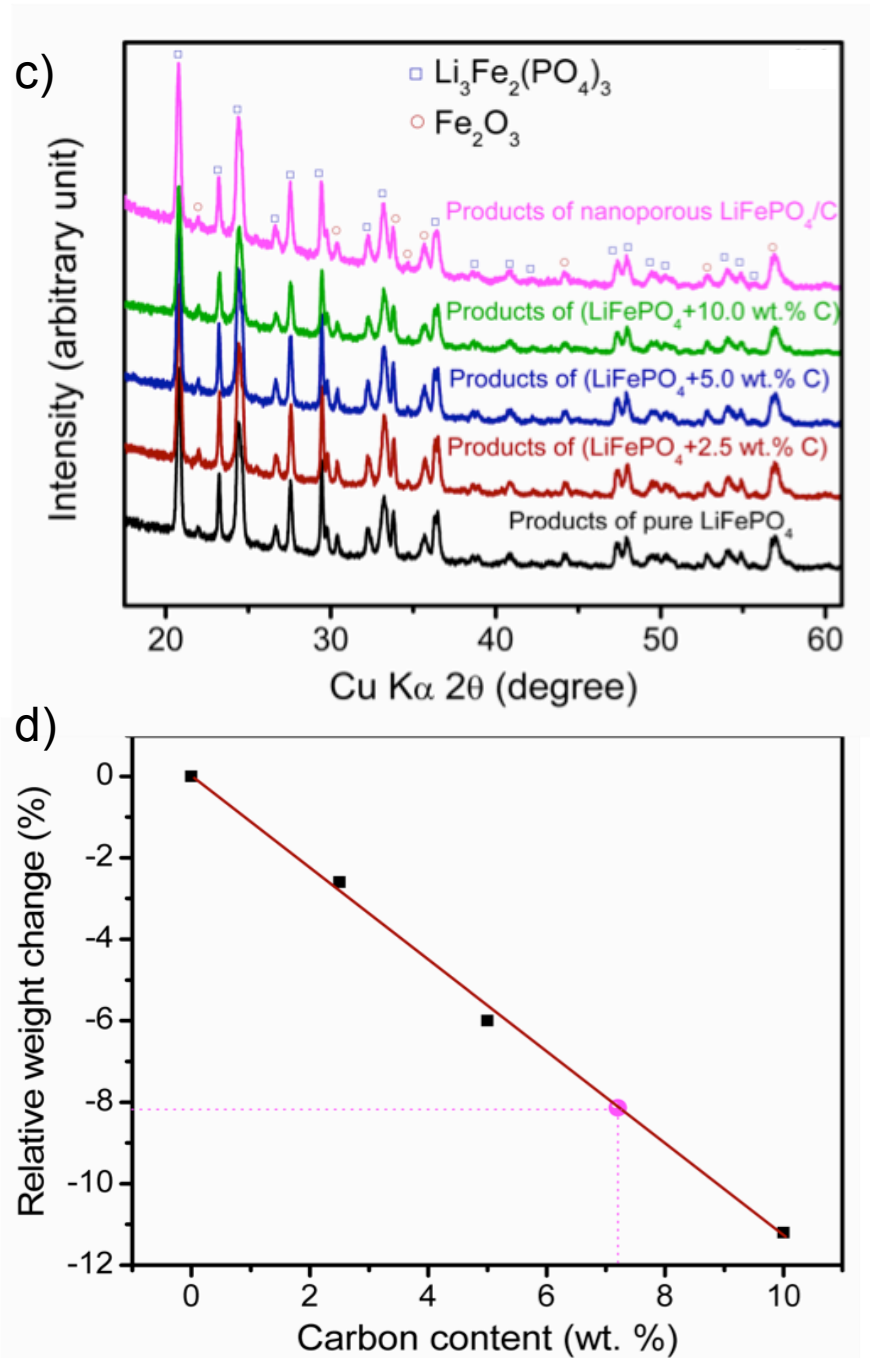 c)
□ Li₃Fe₂(PO₄)₃
○ Fe₂O₃
Intensity (arbitrary unit)
Products of nanoporous LiFePO₄/C
Products of (LiFePO₄+10.0 wt.% C)
Products of (LiFePO₄+5.0 wt.% C)
Products of (LiFePO₄+2.5 wt.% C)
Products of pure LiFePO₄
20 30 40 50 60
Cu Kα 2θ (degree)
d)
Relative weight change (%)
0
-2
-4
-6
-8
-10
-12
0 2 4 6 8 10
Carbon content (wt. %)